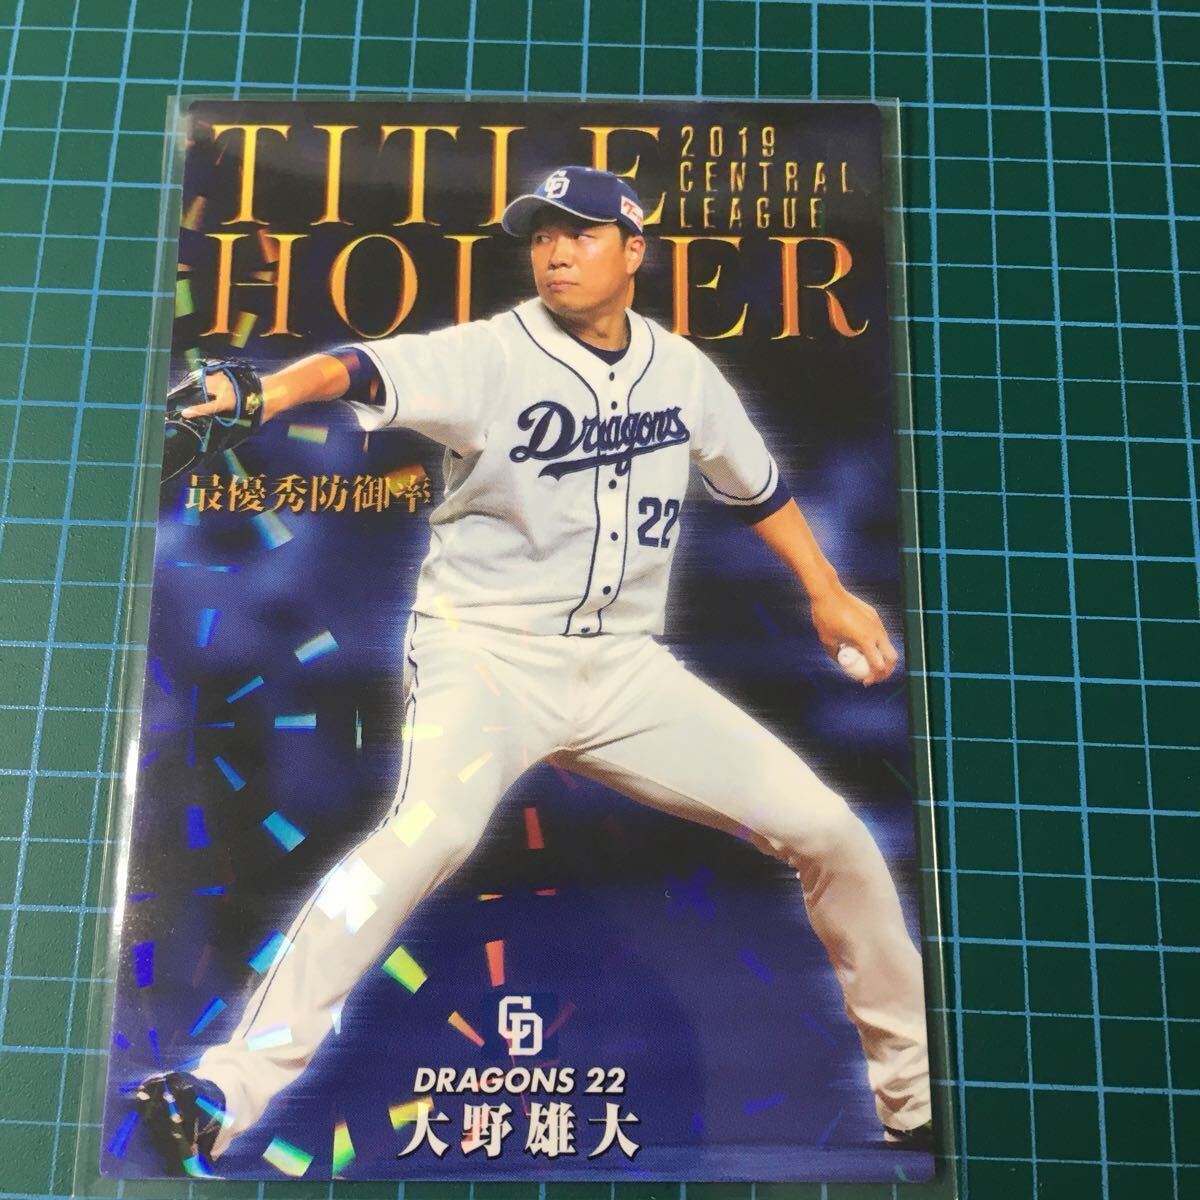 TITLE
HOLDER
2019
CENTRAL
LEAGUE
Dragons
22
最優秀防御率
CD
DRAGONS 22
大野雄大